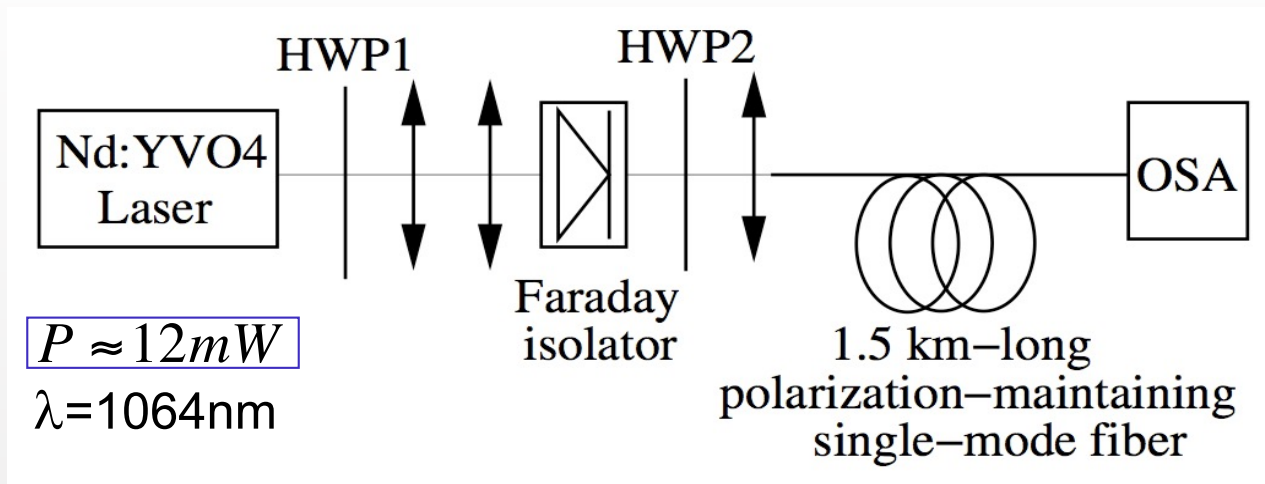 HWP1
HWP2
Nd:YVO4
Laser
OSA
Faraday
isolator
P ≈ 12mW
λ=1064nm
1.5 km–long
polarization–maintaining
single–mode fiber